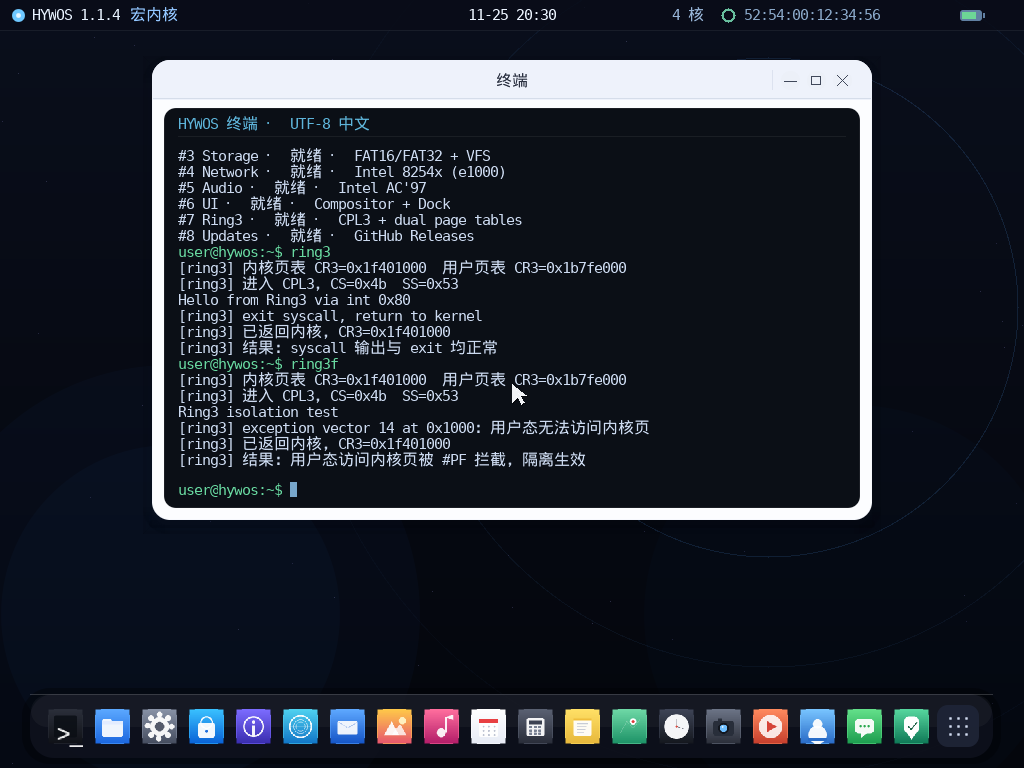 HYWOS 1.1.4 宏内核
11-25 20:30
4 核
52:54:00:12:34:56
终端
HYWOS 终端 · UTF-8 中文
#3 Storage · 就绪 · FAT16/FAT32 + VFS
#4 Network · 就绪 · Intel 8254x (e1000)
#5 Audio · 就绪 · Intel AC'97
#6 UI · 就绪 · Compositor + Dock
#7 Ring3 · 就绪 · CPL3 + dual page tables
#8 Updates · 就绪 · GitHub Releases
user@hywos:~$ ring3
[ring3] 内核页表 CR3=0x1f401000 用户页表 CR3=0x1b7fe000
[ring3] 进入 CPL3, CS=0x4b SS=0x53
Hello from Ring3 via int 0x80
[ring3] exit syscall, return to kernel
[ring3] 已返回内核, CR3=0x1f401000
[ring3] 结果: syscall 输出与 exit 均正常
user@hywos:~$ ring3f
[ring3] 内核页表 CR3=0x1f401000 用户页表 CR3=0x1b7fe000
[ring3] 进入 CPL3, CS=0x4b SS=0x53
Ring3 isolation test
[ring3] exception vector 14 at 0x1000: 用户态无法访问内核页
[ring3] 已返回内核, CR3=0x1f401000
[ring3] 结果: 用户态访问内核页被 #PF 拦截, 隔离生效
user@hywos:~$
>_